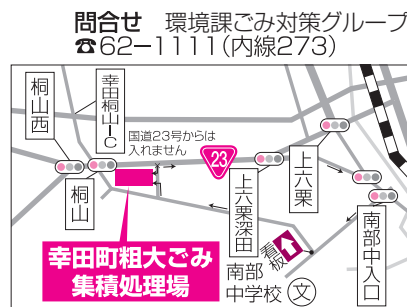 問合せ 環境課ごみ対策グループ
☎62−1111(内線273)
桐山西
幸田桐山IC
国道23号からは
入れません
23
桐山
上六栗深田
上六栗
南部中入口
幸田町粗大ごみ
集積処理場
看板
南部
中学校 文